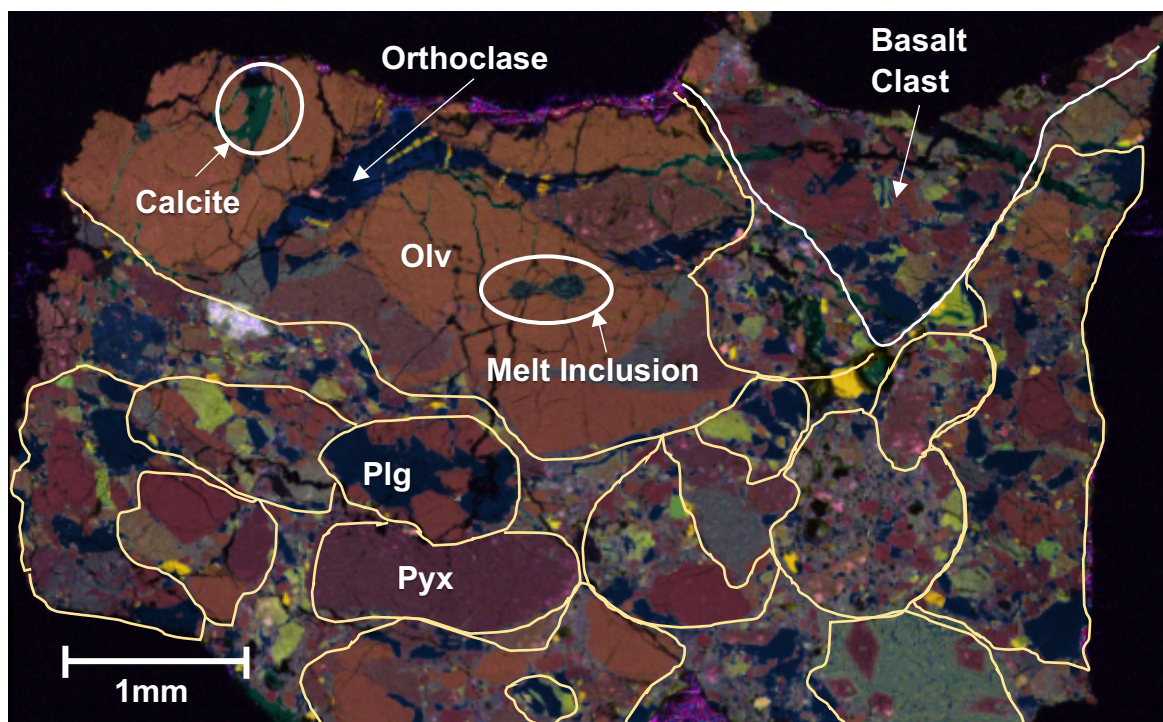 Orthoclase
Basalt
Clast
Calcite
Olv
Melt Inclusion
Plg
Pyx
1mm